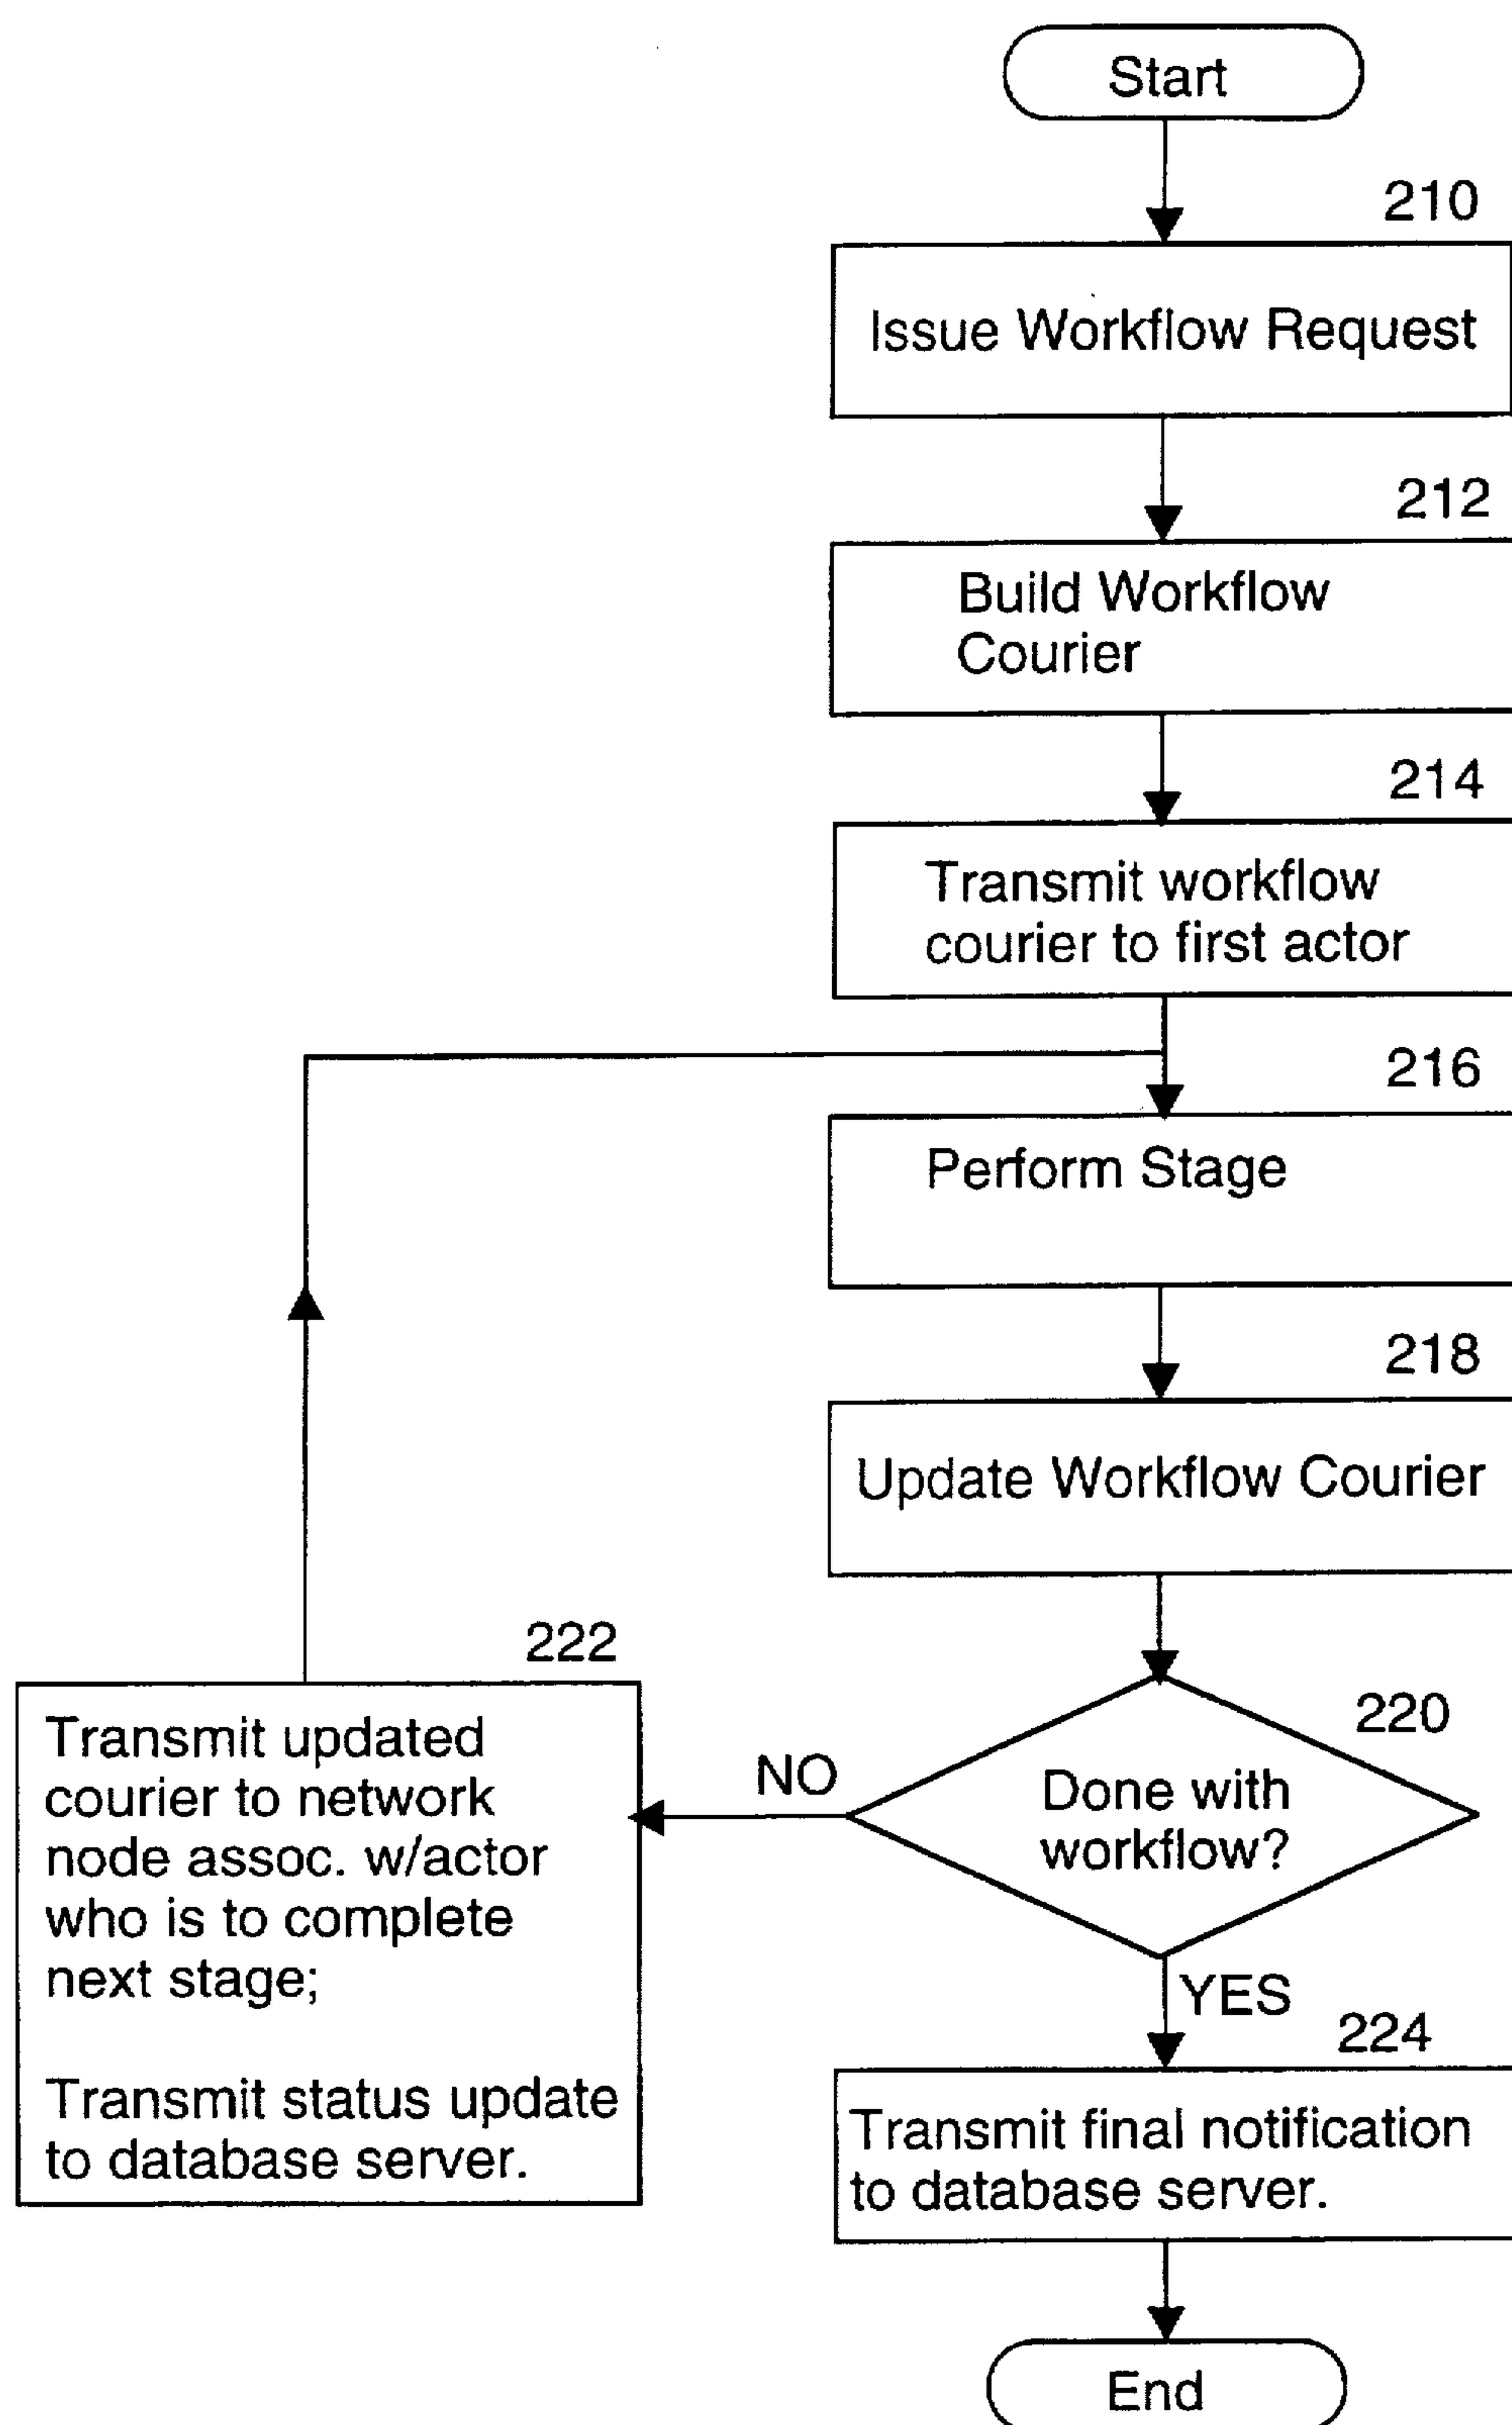 Start
210
Issue Workflow Request
212
Build Workflow
Courier
214
Transmit workflow
courier to first actor
216
Perform Stage
218
Update Workflow Courier
222
Transmit updated
courier to network
node assoc. w/actor
who is to complete
next stage;
Transmit status update
to database server.
NO
220
Done with
workflow?
YES
224
Transmit final notification
to database server.
End